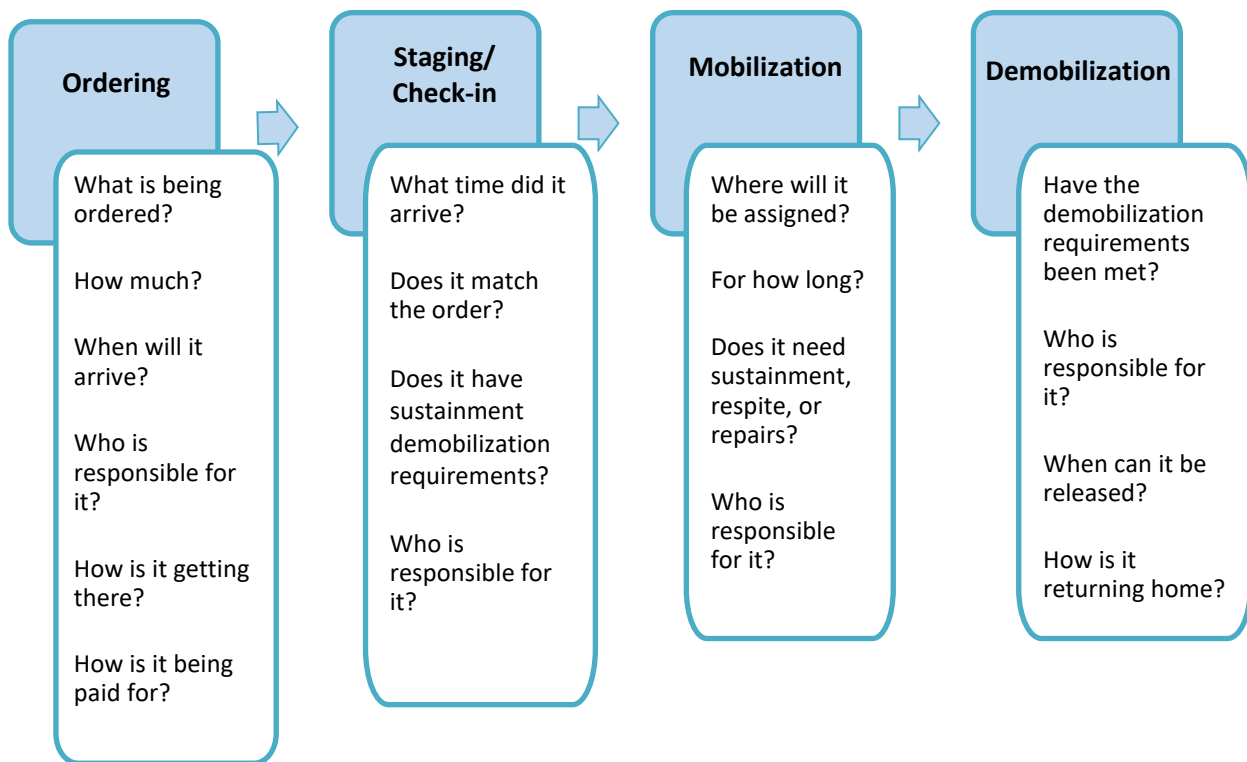 Ordering
What is being
ordered?
How much?
When will it
arrive?
Who is
responsible for
it?
How is it getting
there?
How is it being
paid for?
Staging/
Check-in
What time did it
arrive?
Does it match
the order?
Does it have
sustainment
demobilization
requirements?
Who is
responsible for
it?
Mobilization
Where will it
be assigned?
For how long?
Does it need
sustainment,
respite, or
repairs?
Who is
responsible
for it?
Demobilization
Have the
demobilization
requirements
been met?
Who is
responsible for
it?
When can it be
released?
How is it
returning home?